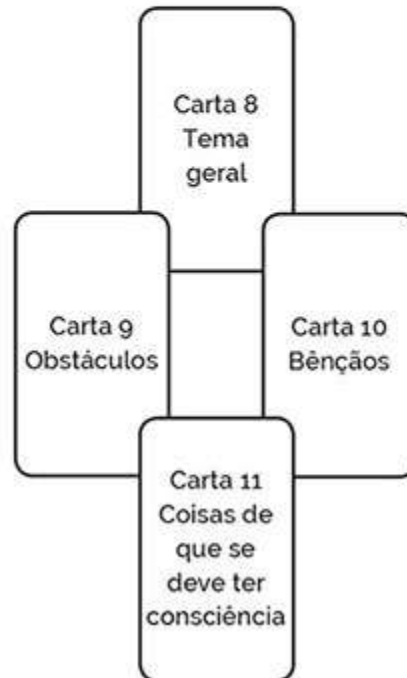 Carta 8
Tema
geral
Carta 9
Obstáculos
Carta 10
Bênçãos
Carta 11
Coisas de
que se
deve ter
consciência